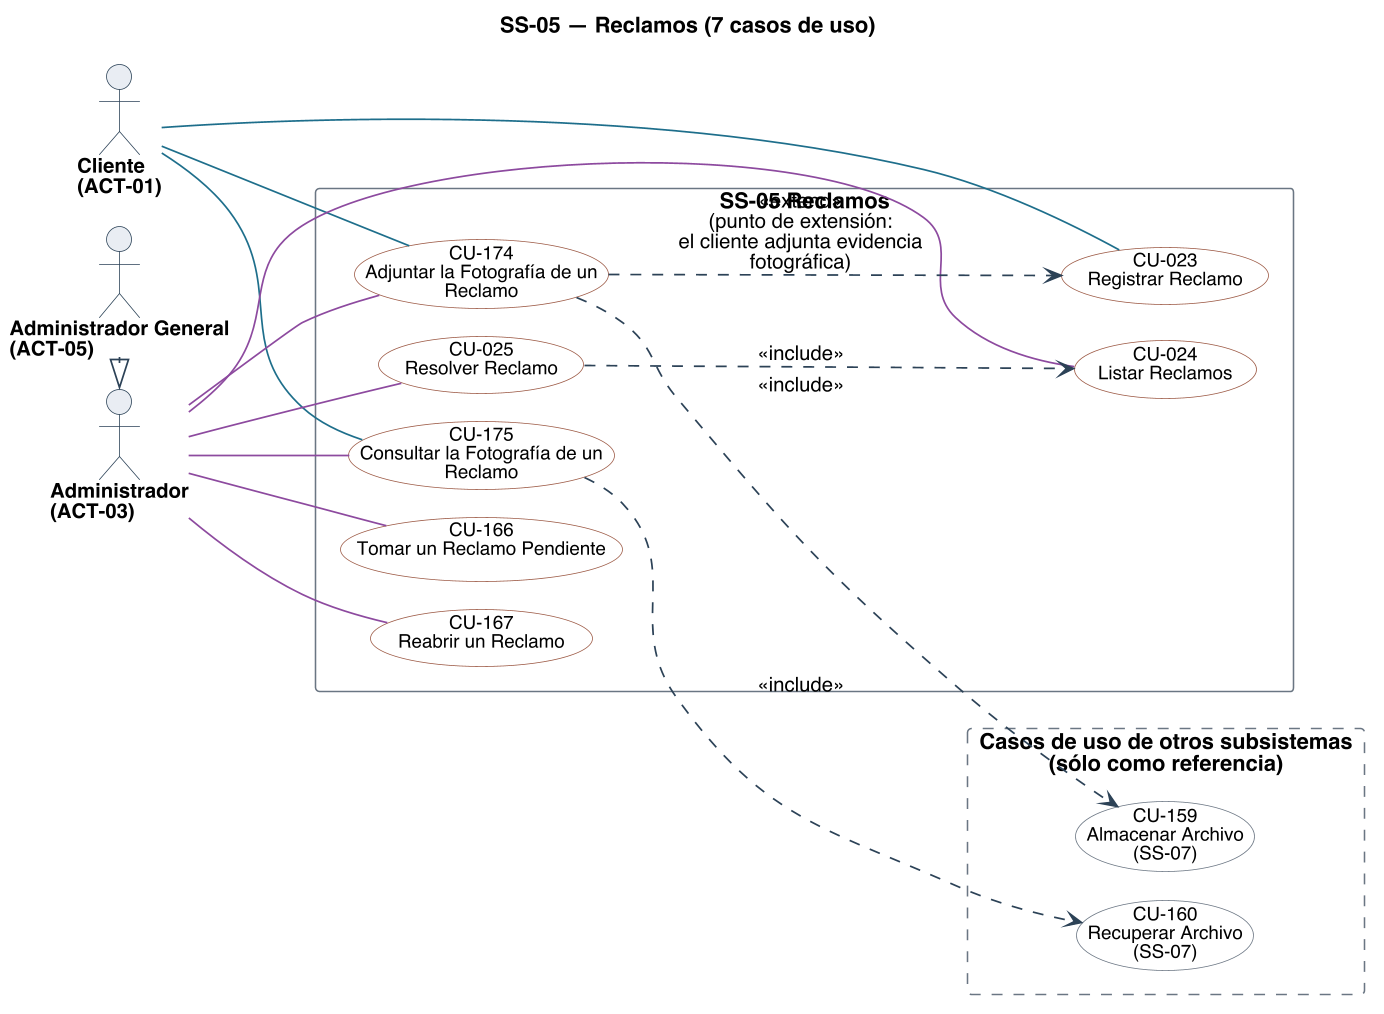 SS-05 — Reclamos (7 casos de uso)
Cliente
(ACT-01)
Administrador General
(ACT-05)
Administrador
(ACT-03)
SS-05 Reclamos
«extend»
(punto de extensión:
el cliente adjunta evidencia
fotográfica)
CU-174
Adjuntar la Fotografía de un
Reclamo
CU-023
Registrar Reclamo
CU-025
Resolver Reclamo
«include»
«include»
CU-024
Listar Reclamos
CU-175
Consultar la Fotografía de un
Reclamo
CU-166
Tomar un Reclamo Pendiente
CU-167
Reabrir un Reclamo
«include»
Casos de uso de otros subsistemas
(sólo como referencia)
CU-159
Almacenar Archivo
(SS-07)
CU-160
Recuperar Archivo
(SS-07)